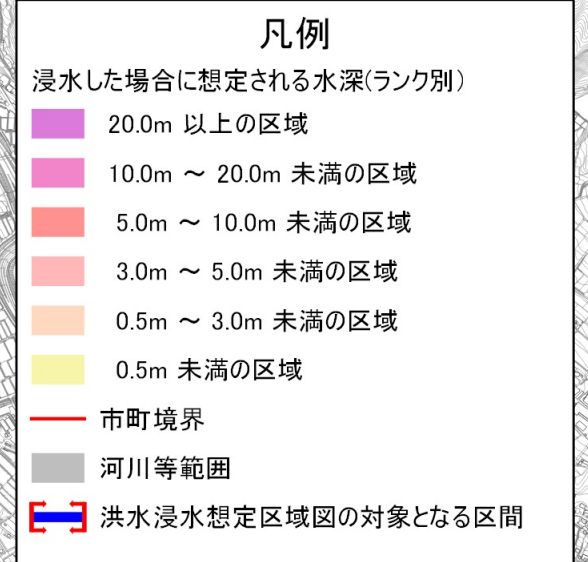 凡例
浸水した場合に想定される水深(ランク別)
20.0m 以上の区域
10.0m ～ 20.0m 未満の区域
5.0m ～ 10.0m 未満の区域
3.0m ～ 5.0m 未満の区域
0.5m ～ 3.0m 未満の区域
0.5m 未満の区域
市町境界
河川等範囲
洪水浸水想定区域図の対象となる区間